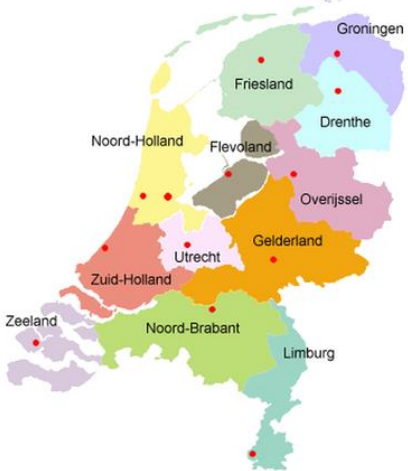 Groningen
Friesland
Drenthe
Noord-Holland
Flevoland
Overijssel
Gelderland
Utrecht
Zuid-Holland
Zeeland
Noord-Brabant
Limburg